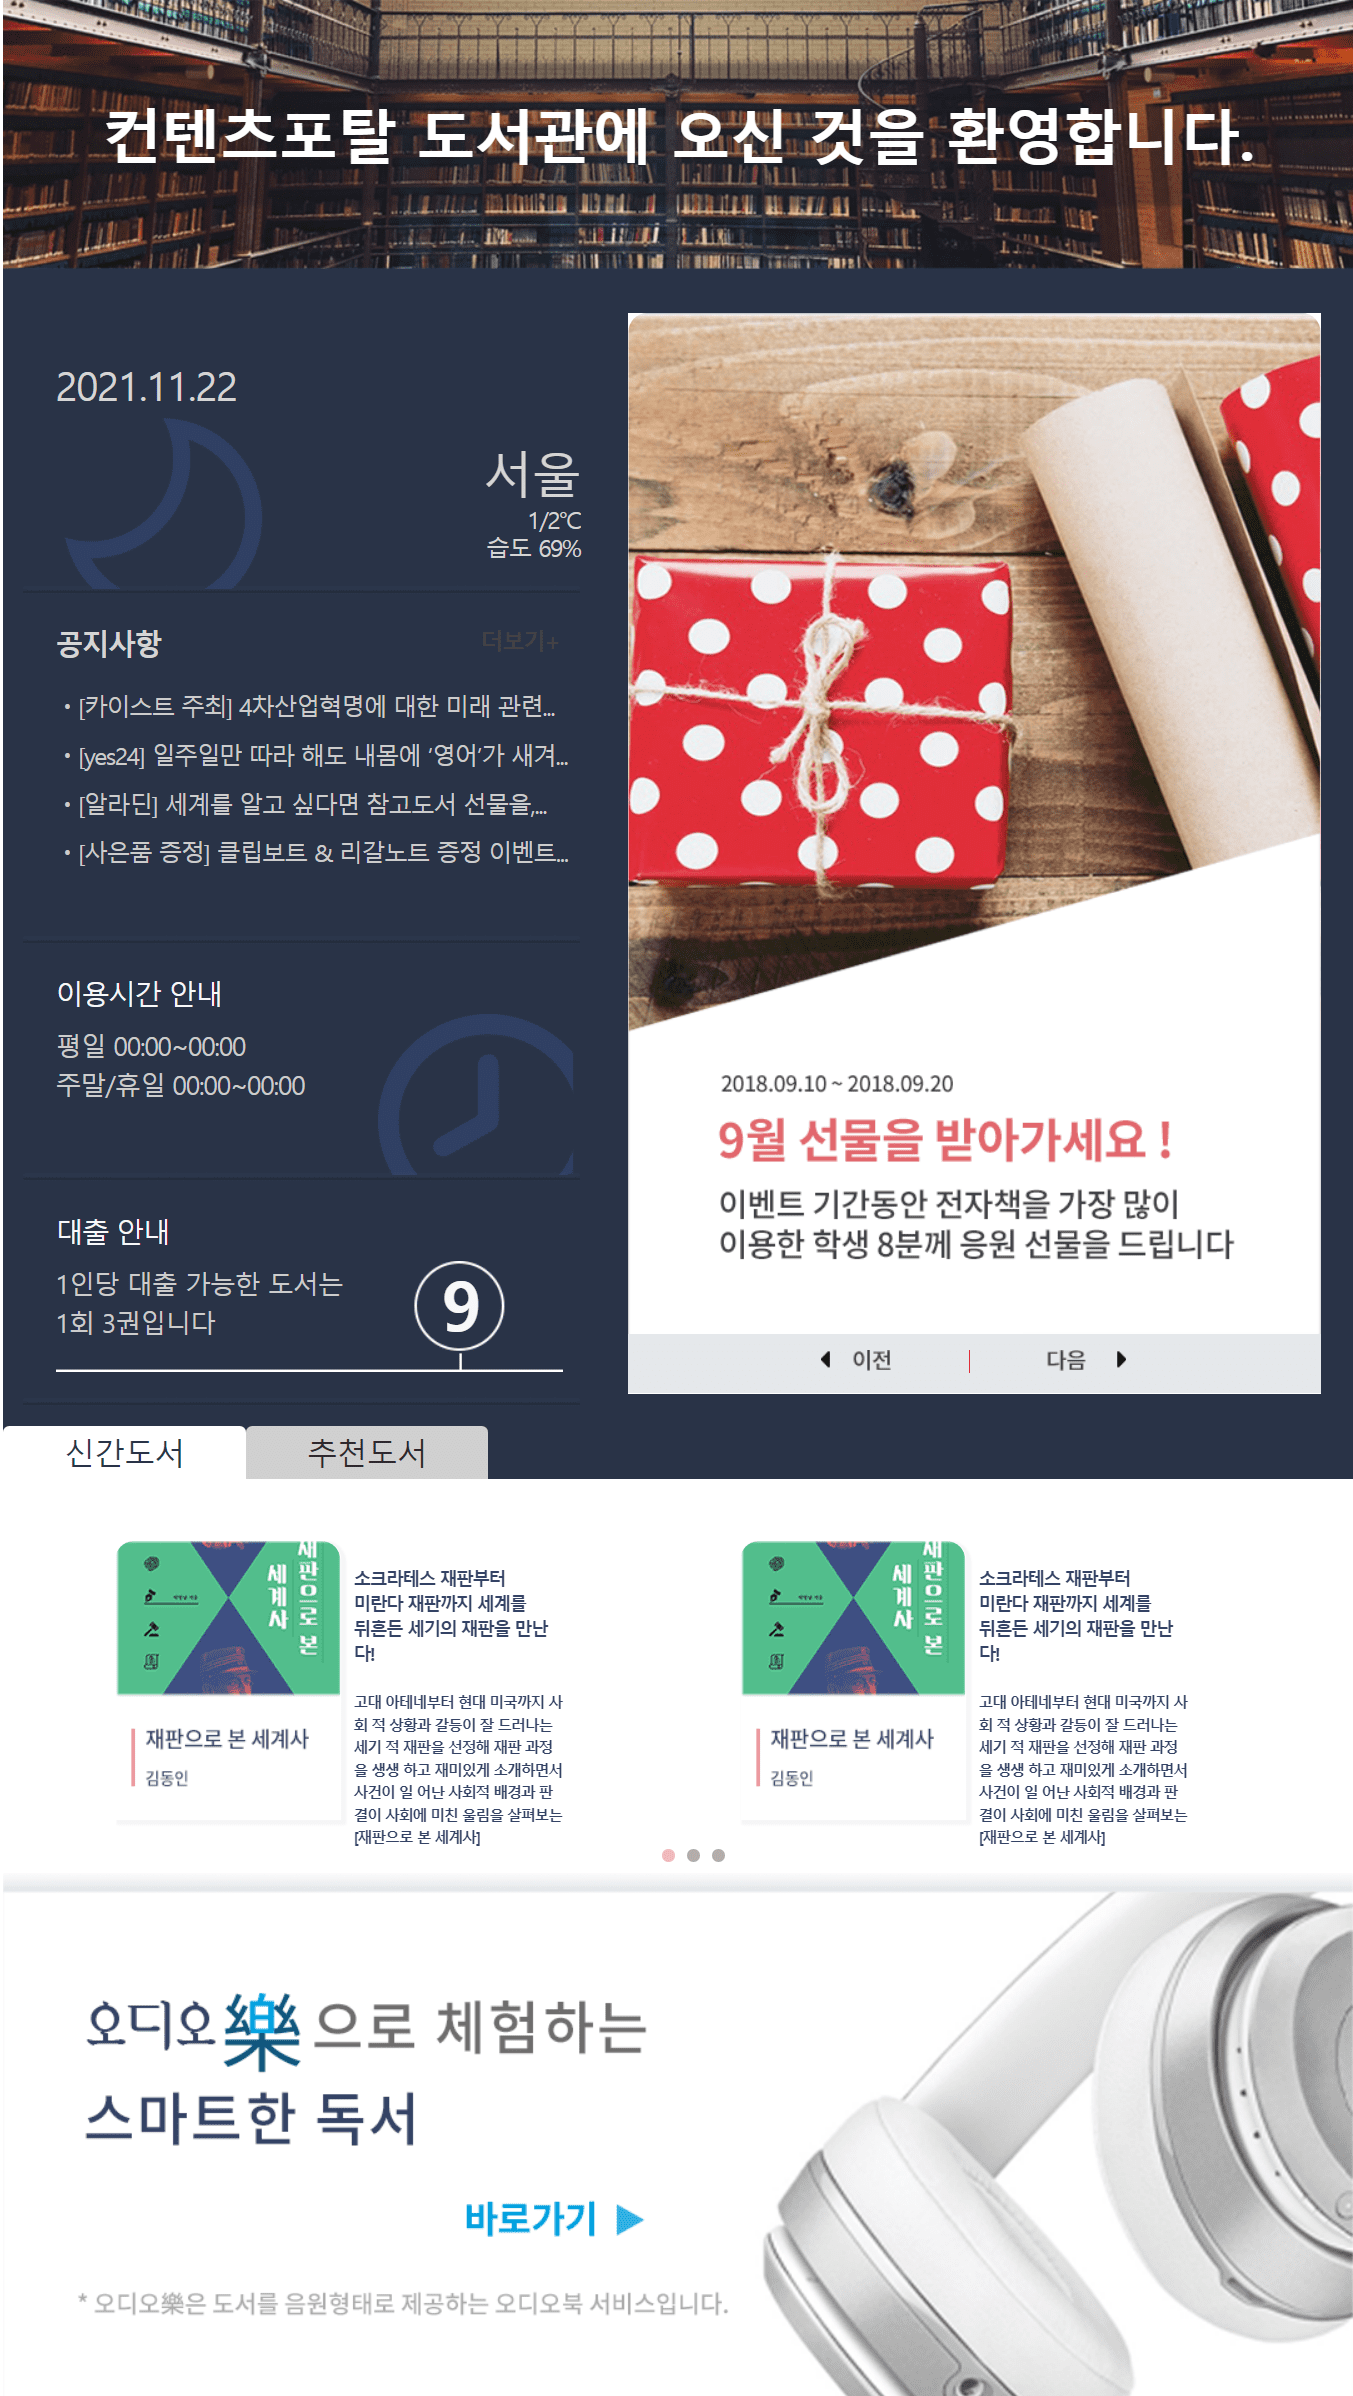 컨텐츠포탈 도서관에 오신 것을 환영합니다.
2021.11.22
서울
1/2℃
습도 69%
공지사항
더보기+
· [카이스트 주최] 4차산업혁명에 대한 미래 관련...
· [yes24] 일주일만 따라 해도 내몸에 '영어'가 새겨...
· [알라딘] 세계를 알고 싶다면 참고도서 선물을,...
· [사은품 증정] 클립보트 & 리갈노트 증정 이벤트...
이용시간 안내
평일 00:00~00:00
주말/휴일 00:00~00:00
대출 안내
1인당 대출 가능한 도서는
1회 3권입니다
9
2018.09.10 ~ 2018.09.20
9월 선물을 받아가세요 !
이벤트 기간동안 전자책을 가장 많이
이용한 학생 8분께 응원 선물을 드립니다
이전
다음
신간도서
추천도서
재판으로 본
세계사
재판으로 본 세계사
김동인
소크라테스 재판부터
미란다 재판까지 세계를
뒤흔든 세기의 재판을 만난
다!
고대 아테네부터 현대 미국까지 사
회 적 상황과 갈등이 잘 드러나는
세기 적 재판을 선정해 재판 과정
을 생생 하고 재미있게 소개하면서
사건이 일 어난 사회적 배경과 판
결이 사회에 미친 울림을 살펴보는
[재판으로 본 세계사]
재판으로 본
세계사
재판으로 본 세계사
김동인
소크라테스 재판부터
미란다 재판까지 세계를
뒤흔든 세기의 재판을 만난
다!
고대 아테네부터 현대 미국까지 사
회 적 상황과 갈등이 잘 드러나는
세기 적 재판을 선정해 재판 과정
을 생생 하고 재미있게 소개하면서
사건이 일 어난 사회적 배경과 판
결이 사회에 미친 울림을 살펴보는
[재판으로 본 세계사]
오디오樂으로 체험하는
스마트한 독서
바로가기 ▶
* 오디오樂은 도서를 음원형태로 제공하는 오디오북 서비스입니다.